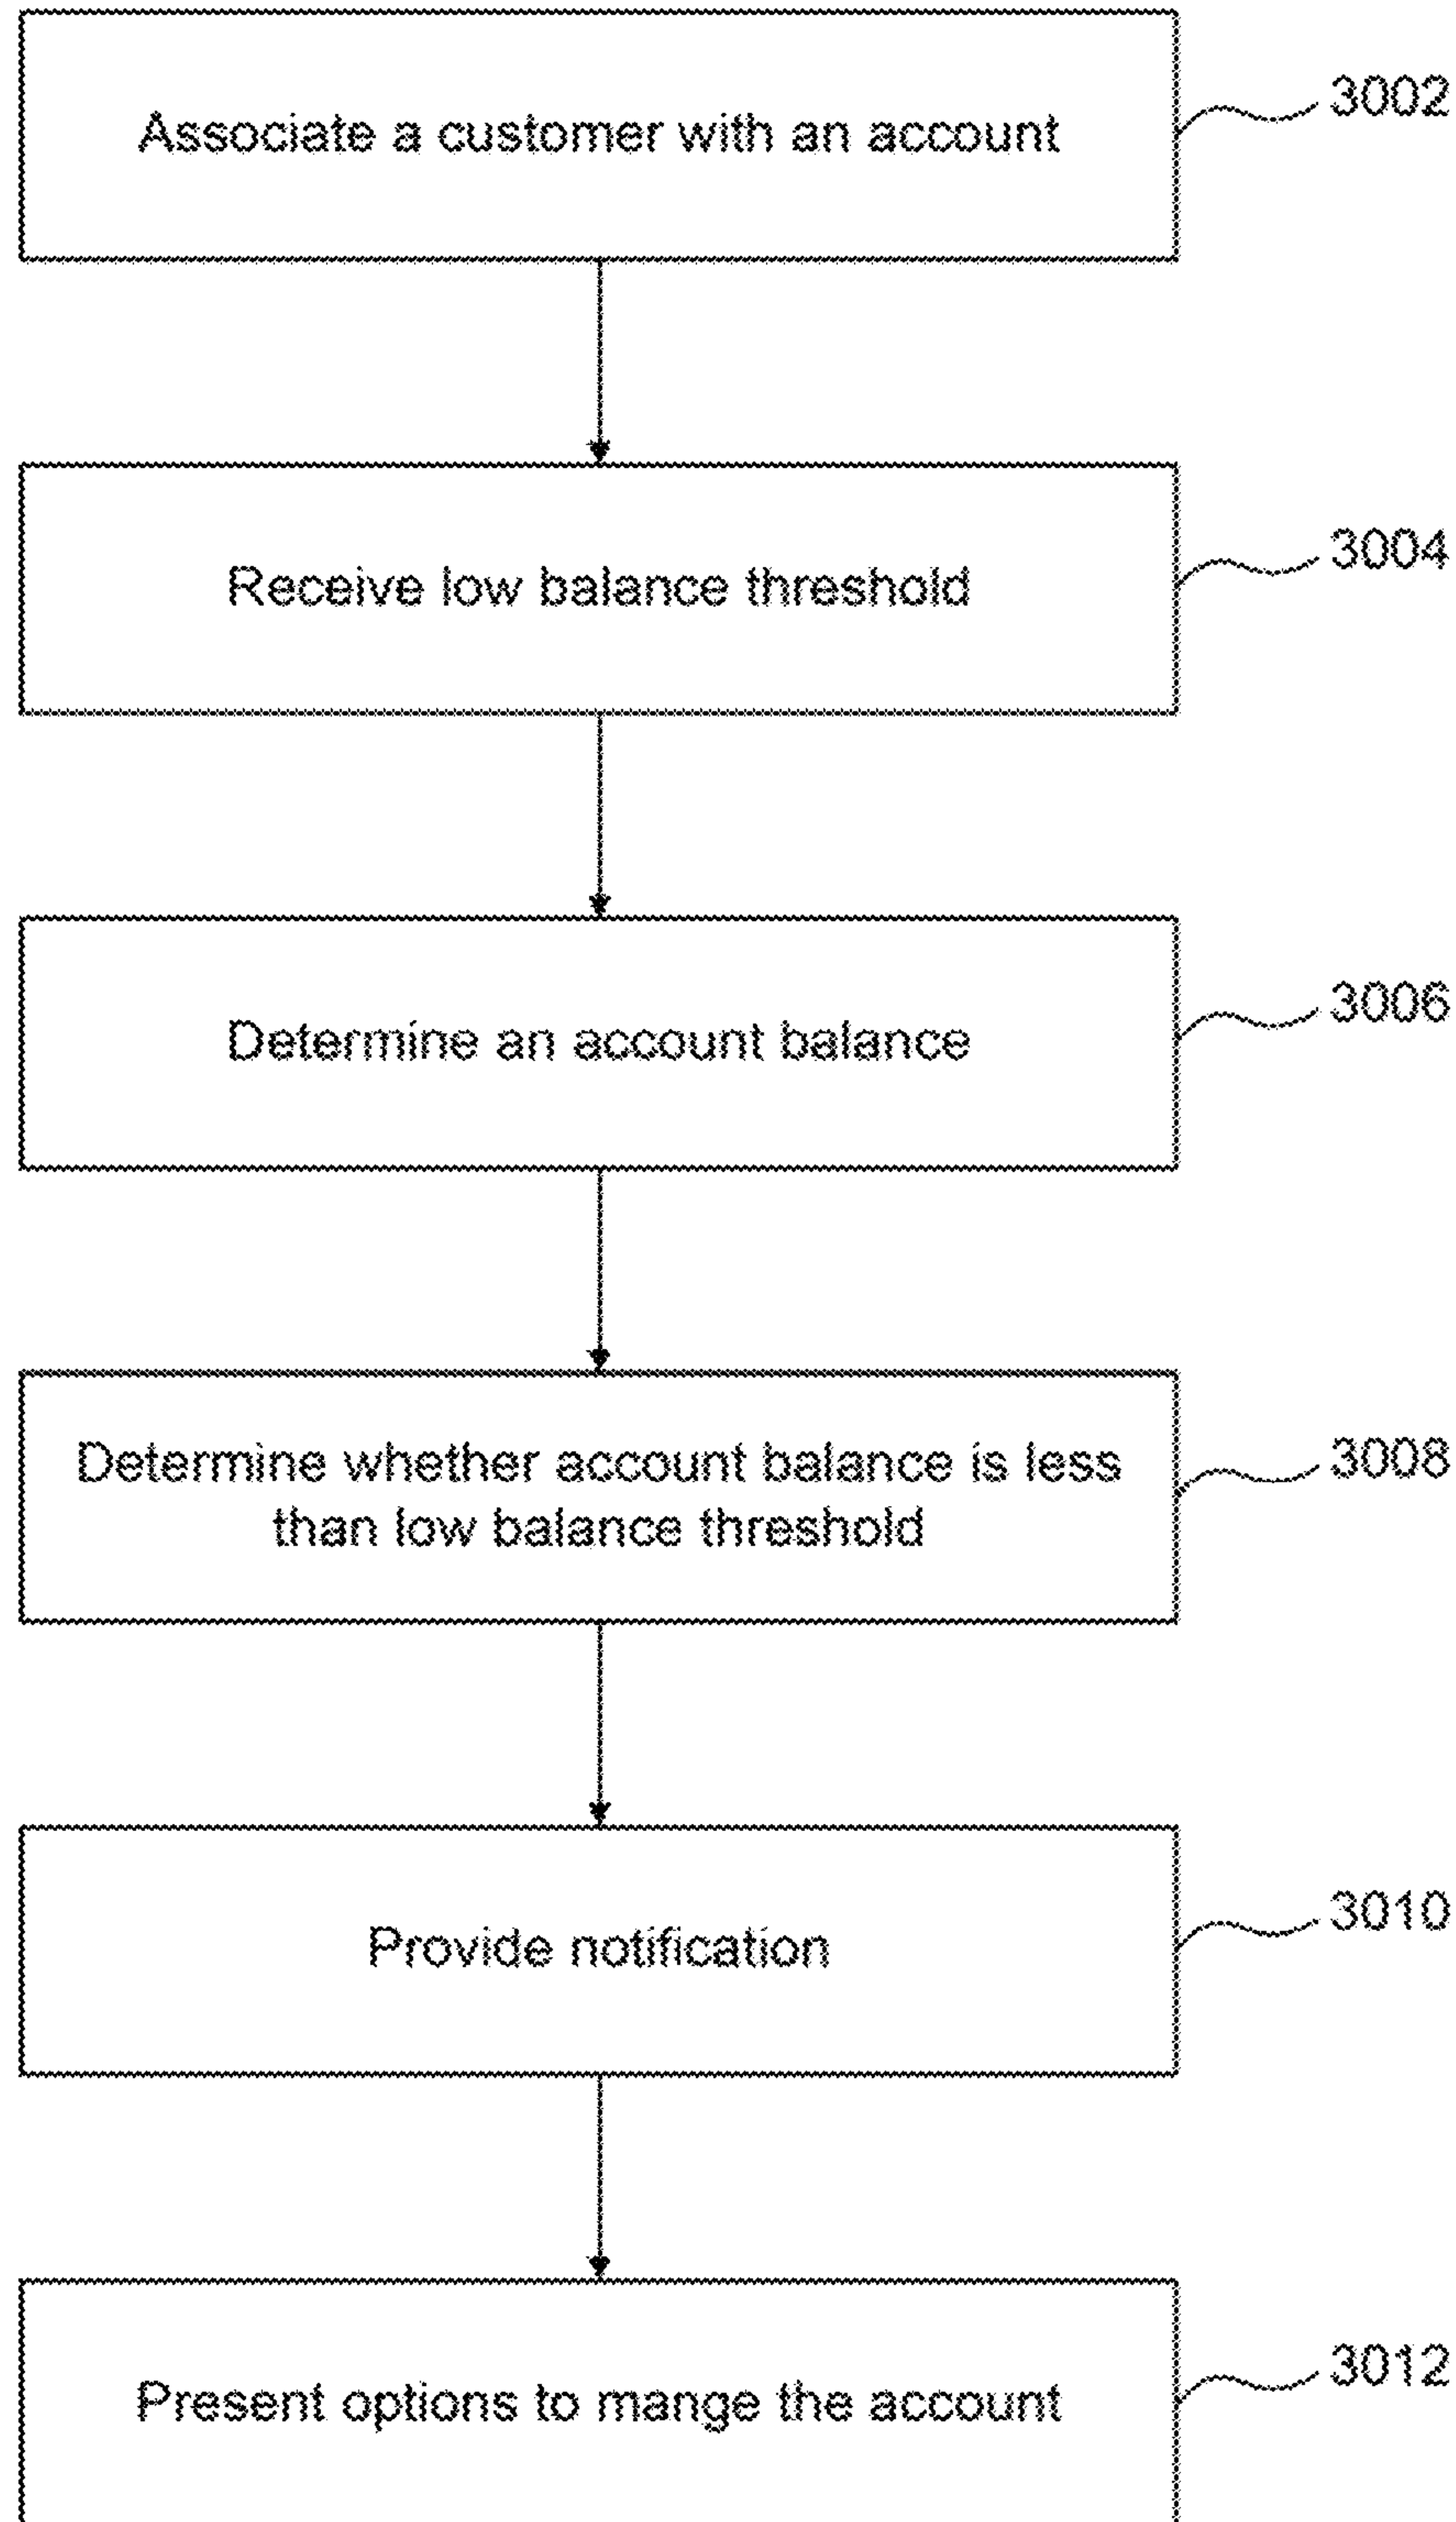 Associate a customer with an account
3002
Receive low balance threshold
3004
Determine an account balance
3006
Determine whether account balance is less
than low balance threshold
3008
Provide notification
3010
Present options to mange the account
3012